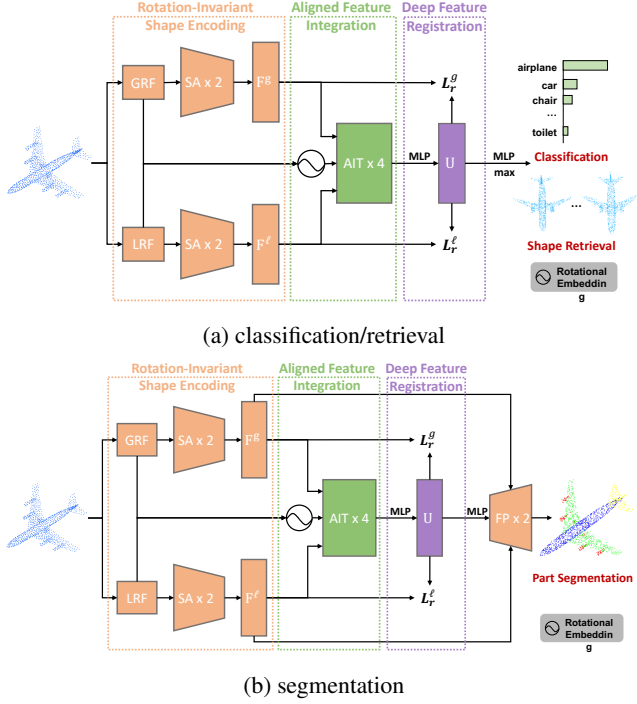 Rotation-Invariant
Shape Encoding
Aligned Feature
Integration
Deep Feature
Registration
GRF
SA x 2
F^g
L_r^g
AIT x 4
MLP
U
MLP
max
LRF
SA x 2
F^ℓ
L_r^ℓ
airplane
car
chair
...
toilet
Classification
...
Shape Retrieval
Rotational
Embeddin
g
(a) classification/retrieval
Rotation-Invariant
Shape Encoding
Aligned Feature
Integration
Deep Feature
Registration
GRF
SA x 2
F^g
L_r^g
AIT x 4
MLP
U
MLP
FP x 2
LRF
SA x 2
F^ℓ
L_r^ℓ
Part Segmentation
Rotational
Embeddin
g
(b) segmentation